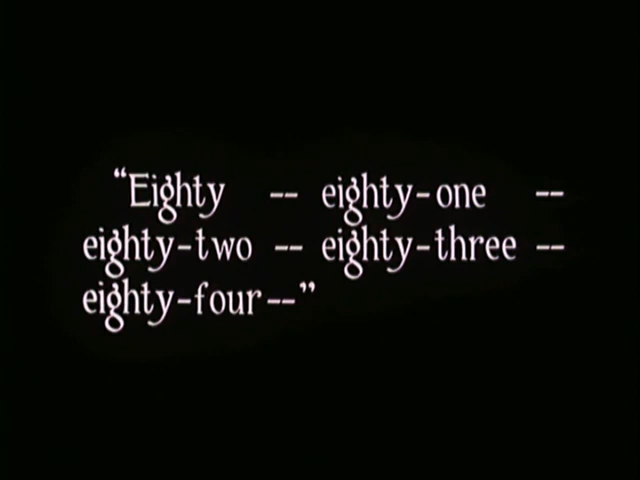 “Eighty -- eighty-one --
eighty-two -- eighty-three --
eighty-four--”